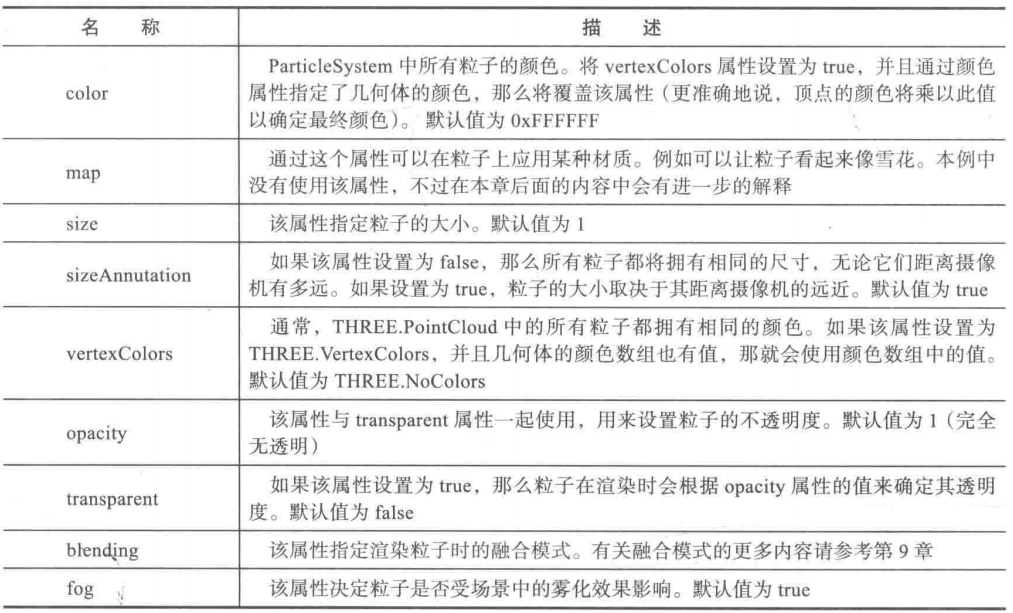 名 称 描 述
color
ParticleSystem 中所有粒子的颜色。将 vertexColors 属性设置为 true，并且通过颜色
属性指定了几何体的颜色，那么将覆盖该属性（更准确地说，顶点的颜色将乘以此值
以确定最终颜色）。默认值为 0xFFFFFF
map
通过这个属性可以在粒子上应用某种材质。例如可以让粒子看起来像雪花。本例中
没有使用该属性，不过在本章后面的内容中会有进一步的解释
size
该属性指定粒子的大小。默认值为 1
sizeAnnutation
如果该属性设置为 false，那么所有粒子都将拥有相同的尺寸，无论它们距离摄像
机有多远。如果设置为 true，粒子的大小取决于其距离摄像机的远近。默认值为 true
vertexColors
通常，THREE.PointCloud 中的所有粒子都拥有相同的颜色。如果该属性设置为
THREE.VertexColors，并且几何体的颜色数组也有值，那就会使用颜色数组中的值。
默认值为 THREE.NoColors
opacity
该属性与 transparent 属性一起使用，用来设置粒子的不透明度。默认值为 1（完全
无透明）
transparent
如果该属性设置为 true，那么粒子在渲染时会根据 opacity 属性的值来确定其透明
度。默认值为 false
blending
该属性指定渲染粒子时的融合模式。有关融合模式的更多内容请参考第 9 章
fog
该属性决定粒子是否受场景中的雾化效果影响。默认值为 true